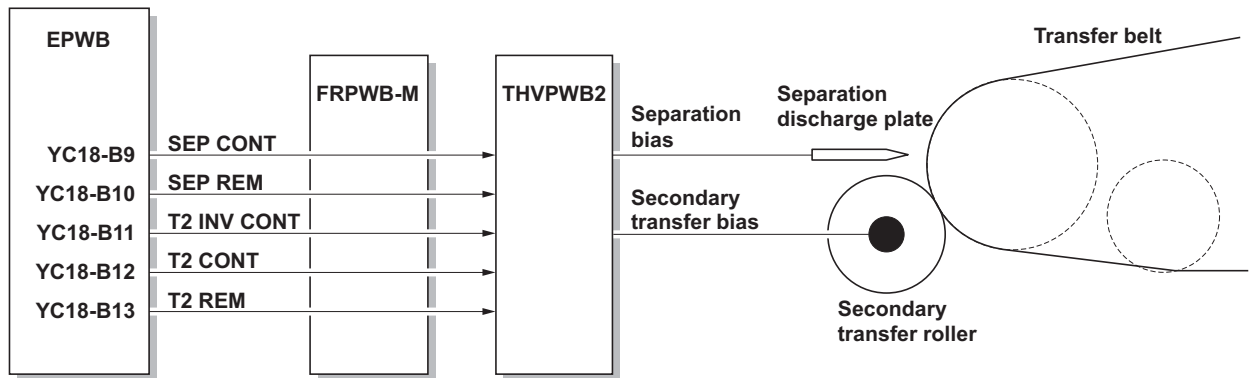 EPWB
FRPWB-M
THVPWB2
YC18-B9
SEP CONT
YC18-B10
SEP REM
YC18-B11
T2 INV CONT
YC18-B12
T2 CONT
YC18-B13
T2 REM
Separation
bias
Secondary
transfer bias
Separation
discharge plate
Transfer belt
Secondary
transfer roller